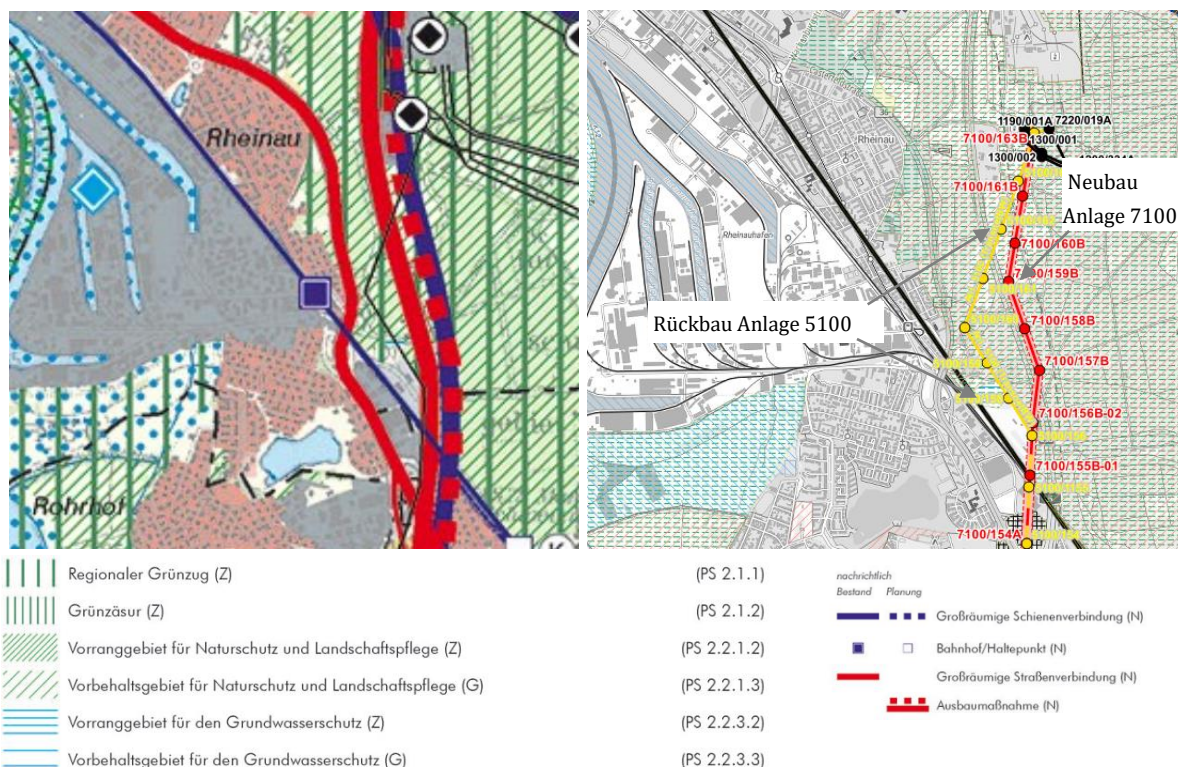 Rheinau
Rohrhof
K
1190/001A
7220/019A
7100/163B
1300/001
1300/002
7100/161B
Neubau
Anlage 7100
7100/160B
7100/159B
Rheinau
Rheinauhafen
36
Rückbau Anlage 5100
7100/158B
7100/157B
7100/156B-02
7100/155B-01
7100/154A
Regionaler Grünzug (Z) (PS 2.1.1)
Grünzäsur (Z) (PS 2.1.2)
Vorranggebiet für Naturschutz und Landschaftspflege (Z) (PS 2.2.1.2)
Vorbehaltsgebiet für Naturschutz und Landschaftspflege (G) (PS 2.2.1.3)
Vorranggebiet für den Grundwasserschutz (Z) (PS 2.2.3.2)
Vorbehaltsgebiet für den Grundwasserschutz (G) (PS 2.2.3.3)
nachrichtlich
Bestand Planung
Großräumige Schienenverbindung (N)
Bahnhof/Haltepunkt (N)
Großräumige Straßenverbindung (N)
Ausbaumaßnahme (N)